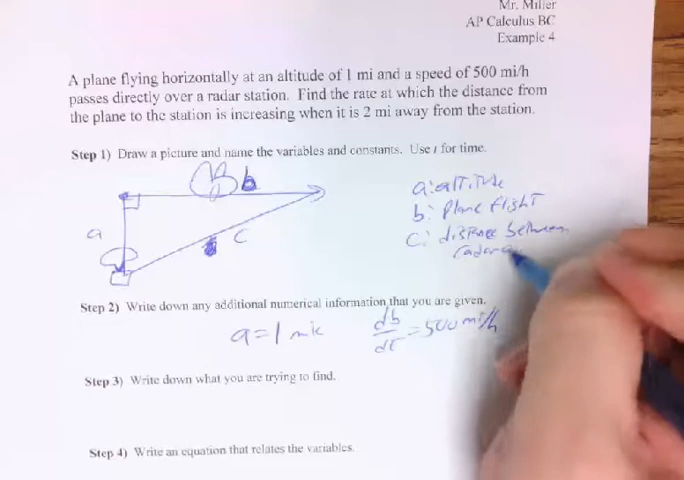 Mr. Miller
AP Calculus BC
Example 4
A plane flying horizontally at an altitude of 1 mi and a speed of 500 mi/h
passes directly over a radar station. Find the rate at which the distance from
the plane to the station is increasing when it is 2 mi away from the station.
Step 1) Draw a picture and name the variables and constants. Use t for time.
b
a: altitude
b: Plane flight
a
c
c: distance between
radar
Step 2) Write down any additional numerical information that you are given.
a = 1 mile
db/dt = 500 mi/h
Step 3) Write down what you are trying to find.
Step 4) Write an equation that relates the variables.